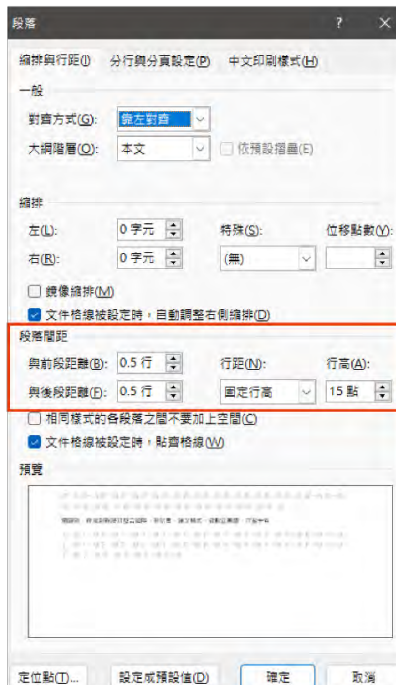 段落 ? ×
縮排與行距(I) 分行與分頁設定(P) 中文印刷樣式(H)
一般
對齊方式(G): 靠左對齊
大綱階層(O): 本文 依預設摺疊(E)
縮排
左(L): 0 字元 特殊(S): 位移點數(Y):
右(R): 0 字元 (無)
鏡像縮排(M)
文件格線被設定時，自動調整右側縮排(D)
段落間距
與前段距離(B): 0.5 行 行距(N): 行高(A):
與後段距離(F): 0.5 行 固定行高 15 點
相同樣式的各段落之間不要加上空間(C)
文件格線被設定時，貼齊格線(W)
預覽
定位點(T)... 設定成預設值(D) 確定 取消